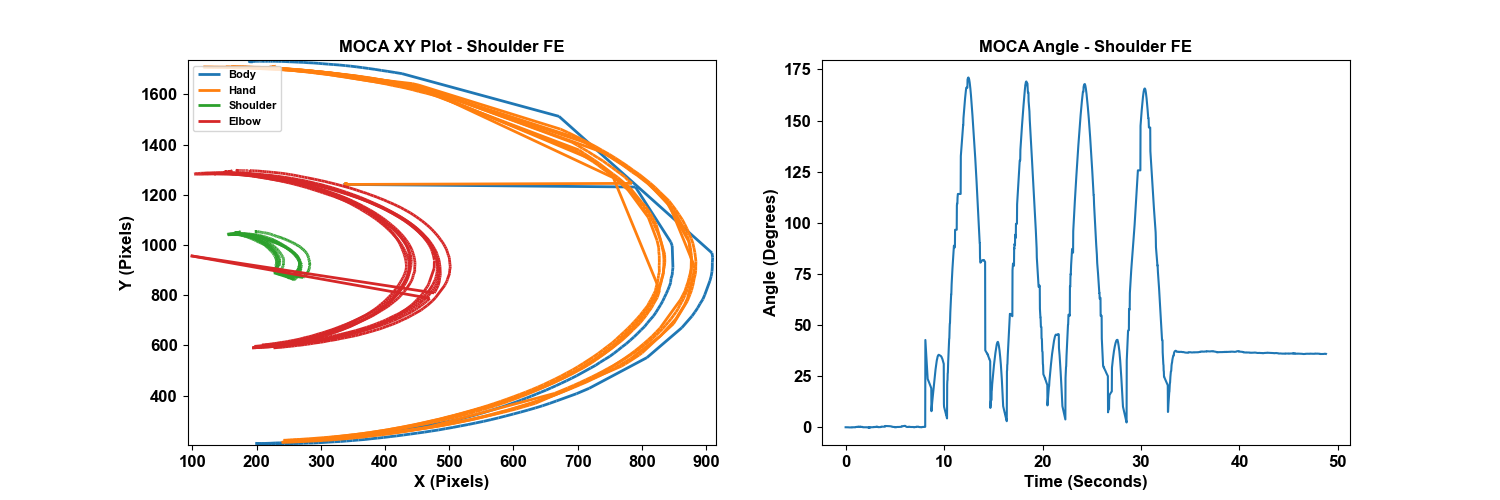 MOCA XY Plot - Shoulder FE
Y (Pixels)
1600
1400
1200
1000
800
600
400
Body
Hand
Shoulder
Elbow
100 200 300 400 500 600 700 800 900
X (Pixels)
MOCA Angle - Shoulder FE
Angle (Degrees)
175
150
125
100
75
50
25
0
0 10 20 30 40 50
Time (Seconds)